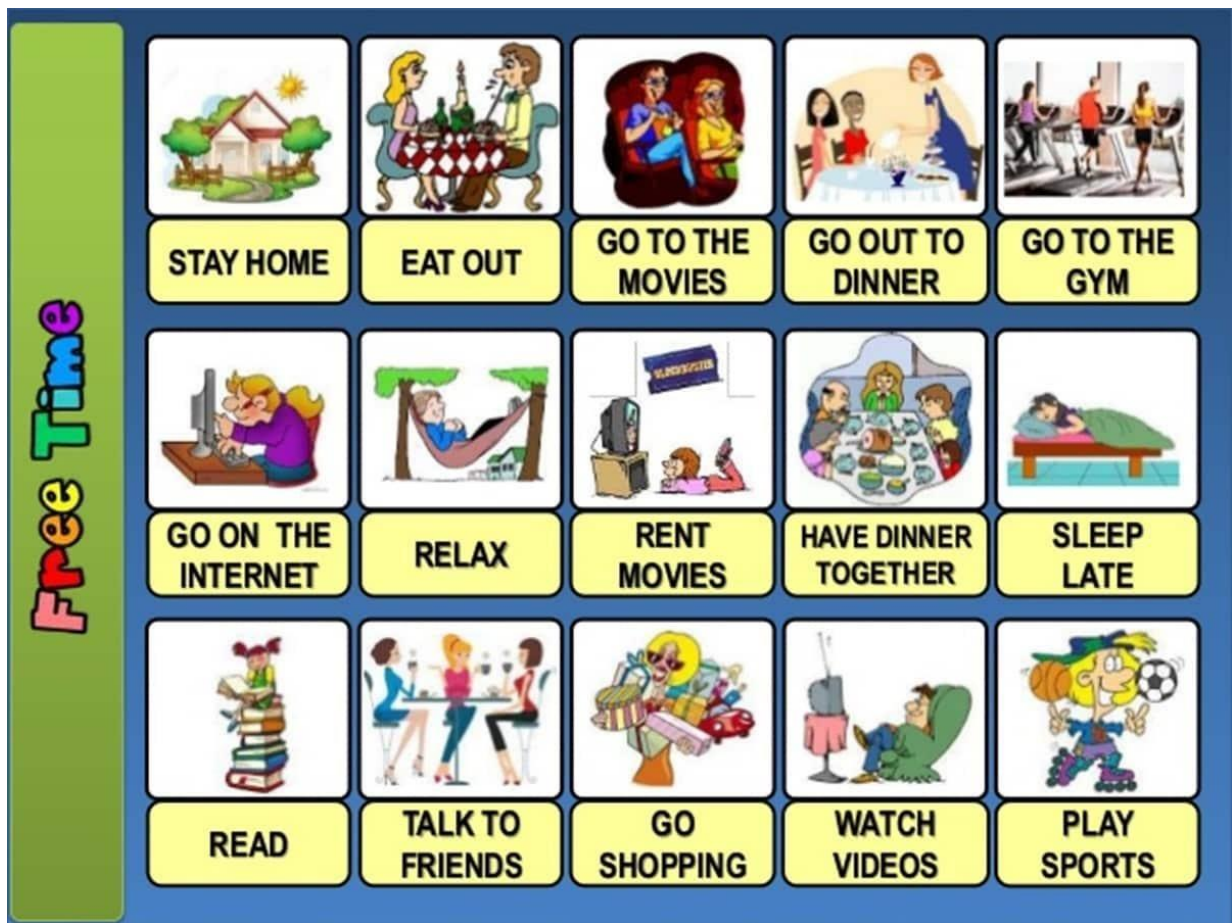 Free Time
STAY HOME
EAT OUT
GO TO THE
MOVIES
GO OUT TO
DINNER
GO TO THE
GYM
BLOCKBUSTER
GO ON THE
INTERNET
RELAX
RENT
MOVIES
HAVE DINNER
TOGETHER
SLEEP
LATE
READ
TALK TO
FRIENDS
GO
SHOPPING
WATCH
VIDEOS
PLAY
SPORTS